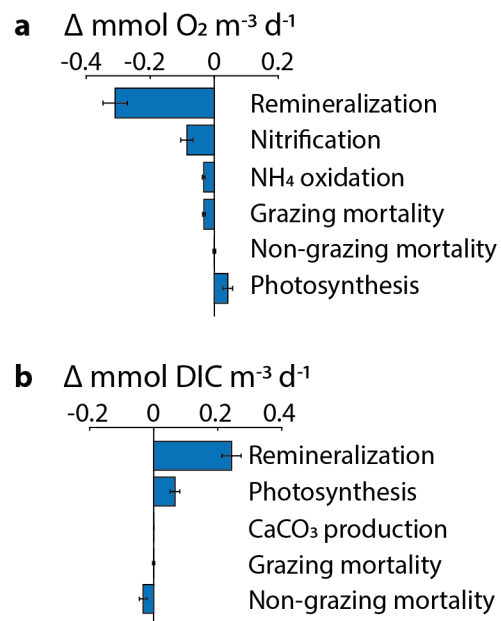 a Δ mmol O₂ m⁻³ d⁻¹
-0.4 -0.2 0 0.2
Remineralization
Nitrification
NH₄ oxidation
Grazing mortality
Non-grazing mortality
Photosynthesis
b Δ mmol DIC m⁻³ d⁻¹
-0.2 0 0.2 0.4
Remineralization
Photosynthesis
CaCO₃ production
Grazing mortality
Non-grazing mortality